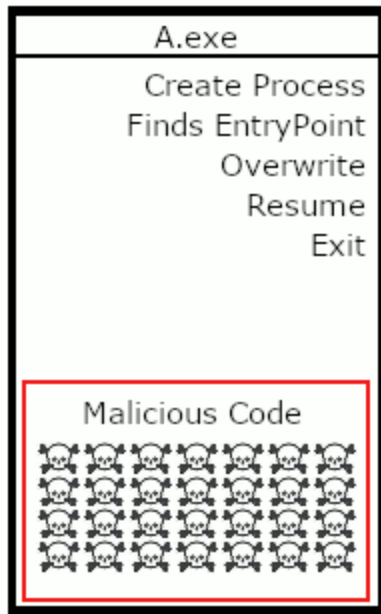 A.exe
Create Process
Finds EntryPoint
Overwrite
Resume
Exit
Malicious Code